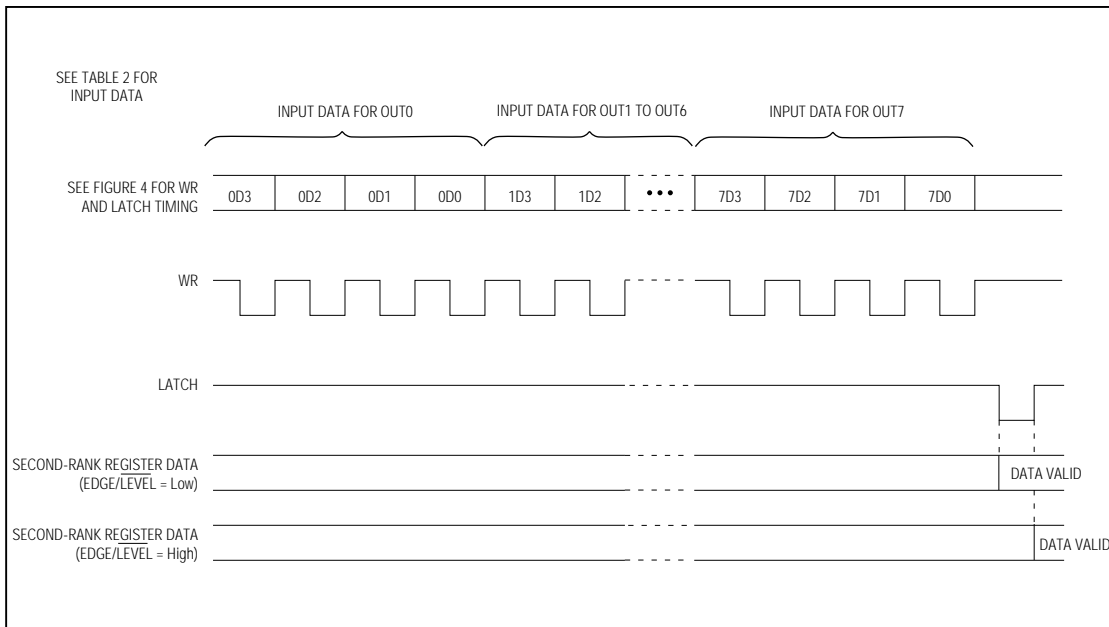 SEE TABLE 2 FOR
INPUT DATA
INPUT DATA FOR OUT0
INPUT DATA FOR OUT1 TO OUT6
INPUT DATA FOR OUT7
SEE FIGURE 4 FOR WR
AND LATCH TIMING
0D3 0D2 0D1 0D0 1D3 1D2 ••• 7D3 7D2 7D1 7D0
WR
LATCH
SECOND-RANK REGISTER DATA
(EDGE/LEVEL = Low)
DATA VALID
SECOND-RANK REGISTER DATA
(EDGE/LEVEL = High)
DATA VALID